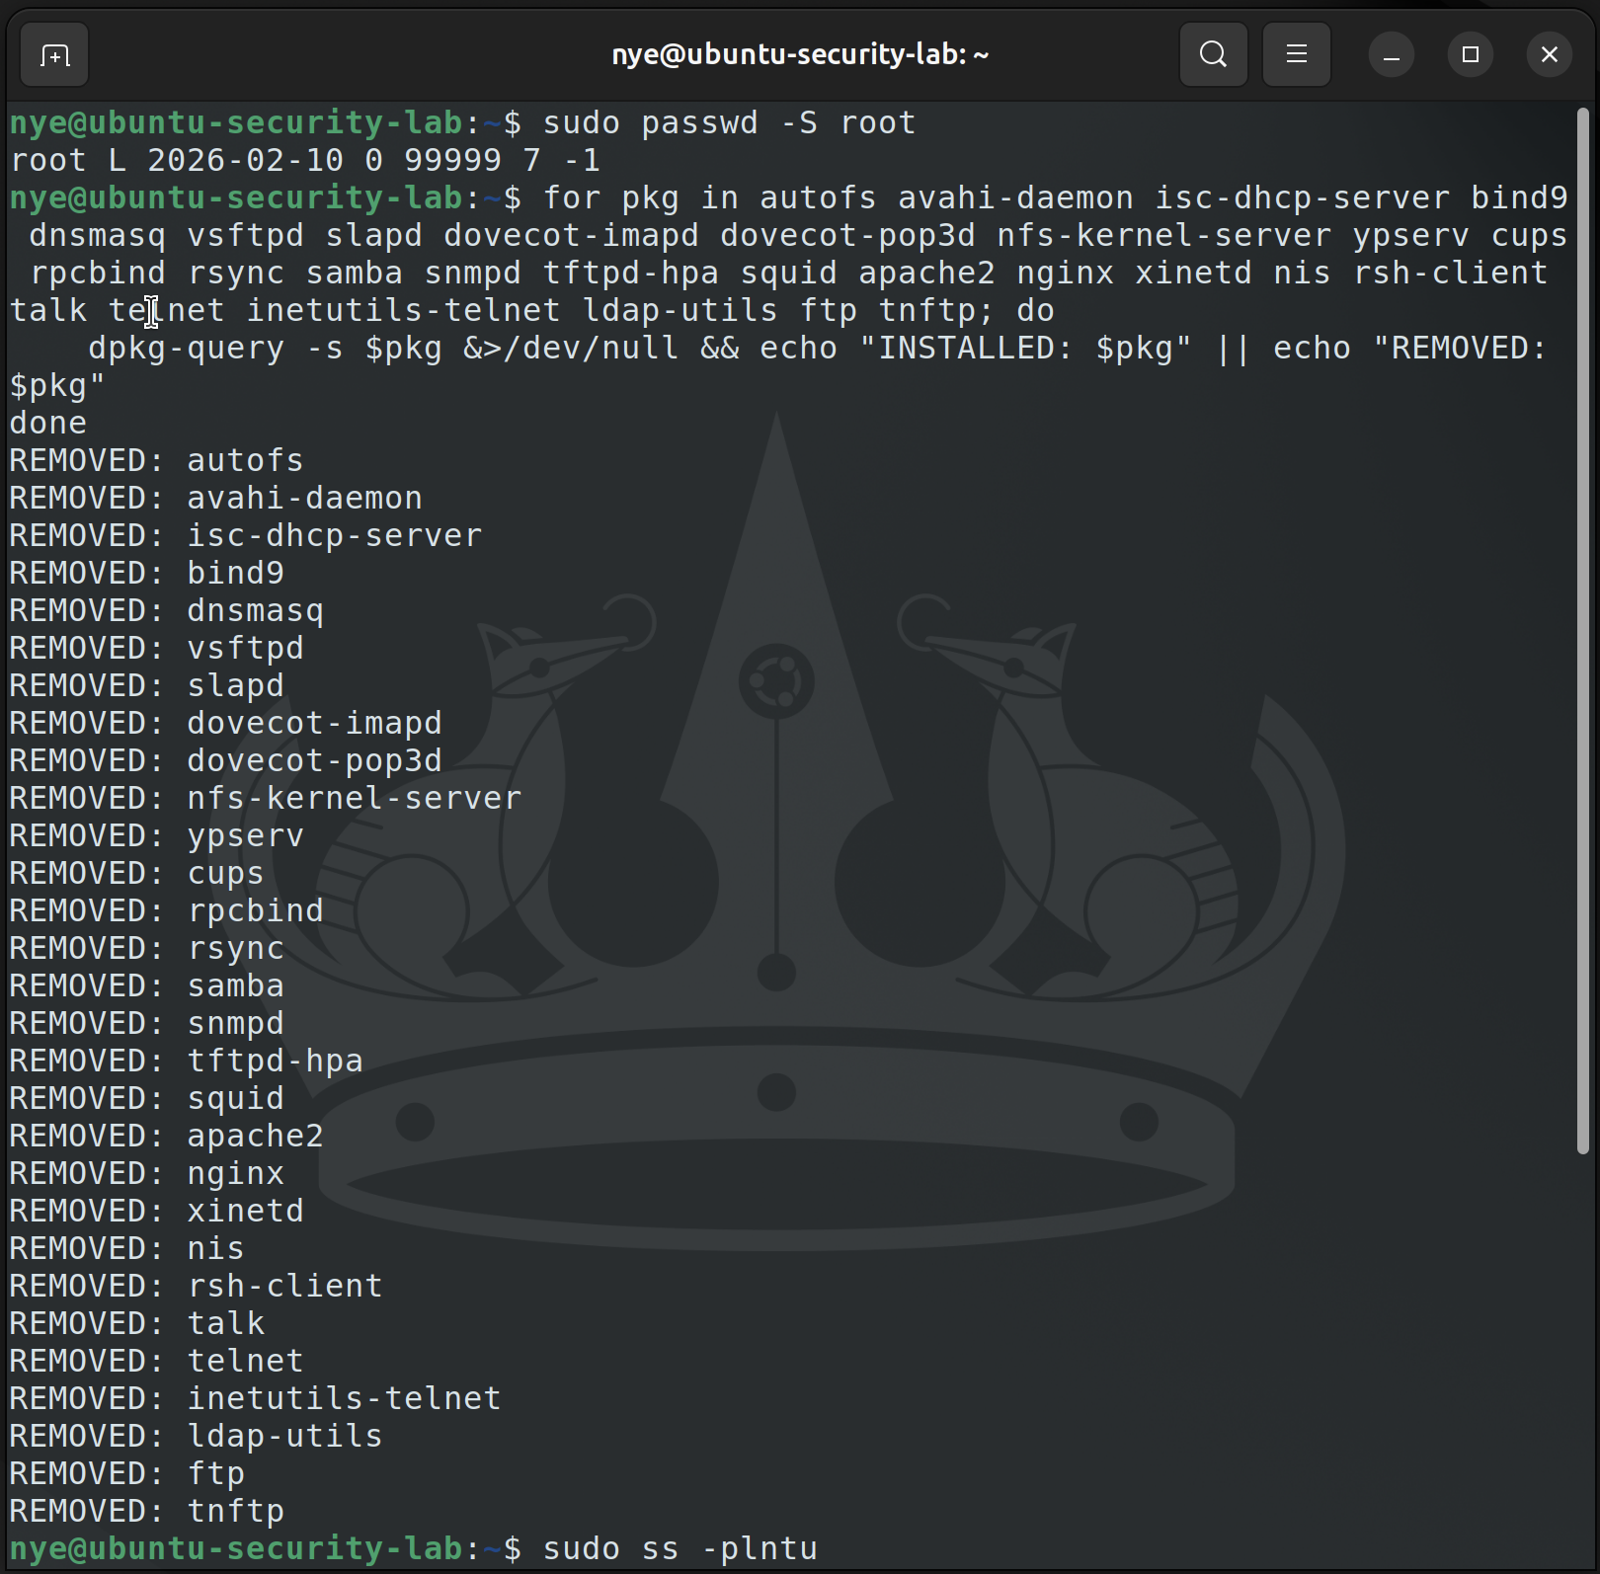 nye@ubuntu-security-lab: ~
nye@ubuntu-security-lab:~$ sudo passwd -S root
root L 2026-02-10 0 99999 7 -1
nye@ubuntu-security-lab:~$ for pkg in autofs avahi-daemon isc-dhcp-server bind9
 dnsmasq vsftpd slapd dovecot-imapd dovecot-pop3d nfs-kernel-server ypserv cups
 rpcbind rsync samba snmpd tftpd-hpa squid apache2 nginx xinetd nis rsh-client
talk telnet inetutils-telnet ldap-utils ftp tnftp; do
    dpkg-query -s $pkg &>/dev/null && echo "INSTALLED: $pkg" || echo "REMOVED:
$pkg"
done
REMOVED: autofs
REMOVED: avahi-daemon
REMOVED: isc-dhcp-server
REMOVED: bind9
REMOVED: dnsmasq
REMOVED: vsftpd
REMOVED: slapd
REMOVED: dovecot-imapd
REMOVED: dovecot-pop3d
REMOVED: nfs-kernel-server
REMOVED: ypserv
REMOVED: cups
REMOVED: rpcbind
REMOVED: rsync
REMOVED: samba
REMOVED: snmpd
REMOVED: tftpd-hpa
REMOVED: squid
REMOVED: apache2
REMOVED: nginx
REMOVED: xinetd
REMOVED: nis
REMOVED: rsh-client
REMOVED: talk
REMOVED: telnet
REMOVED: inetutils-telnet
REMOVED: ldap-utils
REMOVED: ftp
REMOVED: tnftp
nye@ubuntu-security-lab:~$ sudo ss -plntu